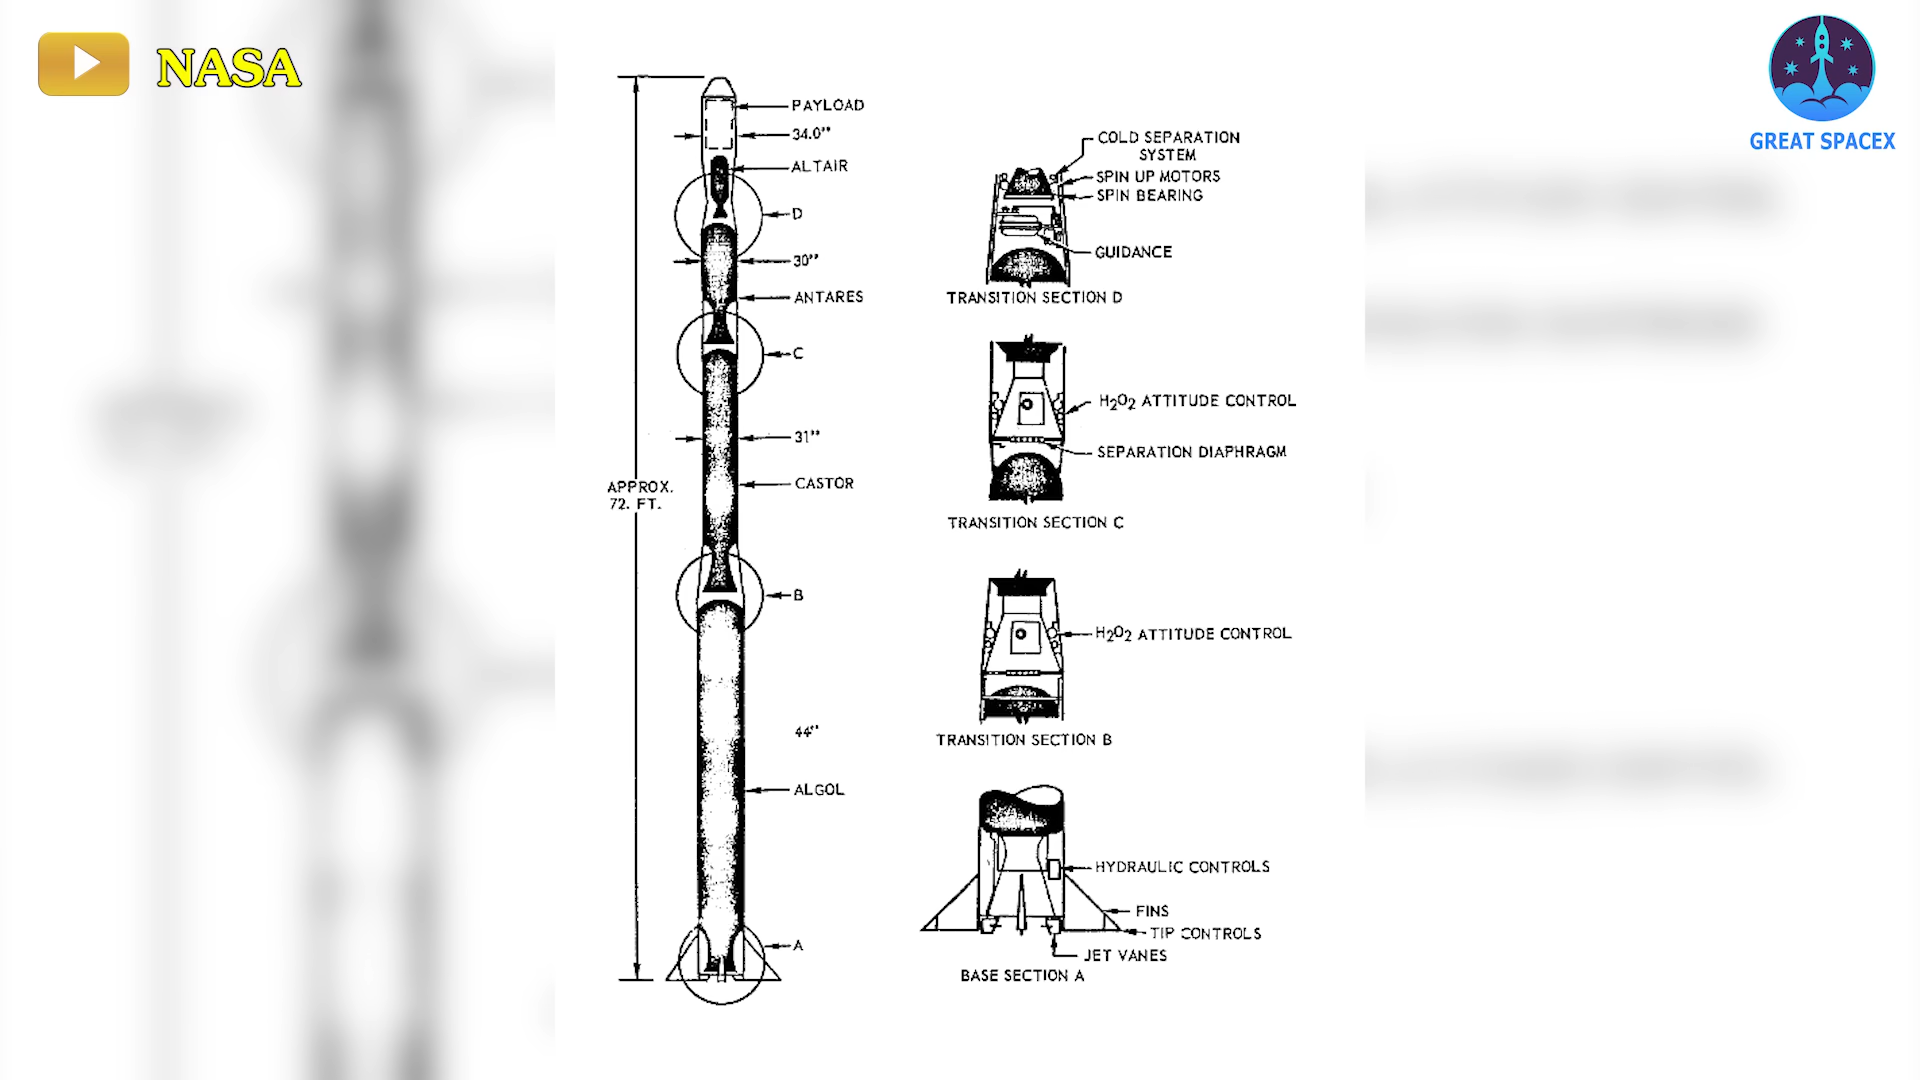 NASA
GREAT SPACEX
PAYLOAD
34.0"
ALTAIR
D
30"
ANTARES
C
31"
CASTOR
APPROX.
72. FT.
B
44"
ALGOL
A
COLD SEPARATION
SYSTEM
SPIN UP MOTORS
SPIN BEARING
GUIDANCE
TRANSITION SECTION D
H2O2 ATTITUDE CONTROL
SEPARATION DIAPHRAGM
TRANSITION SECTION C
H2O2 ATTITUDE CONTROL
TRANSITION SECTION B
HYDRAULIC CONTROLS
FINS
TIP CONTROLS
JET VANES
BASE SECTION A